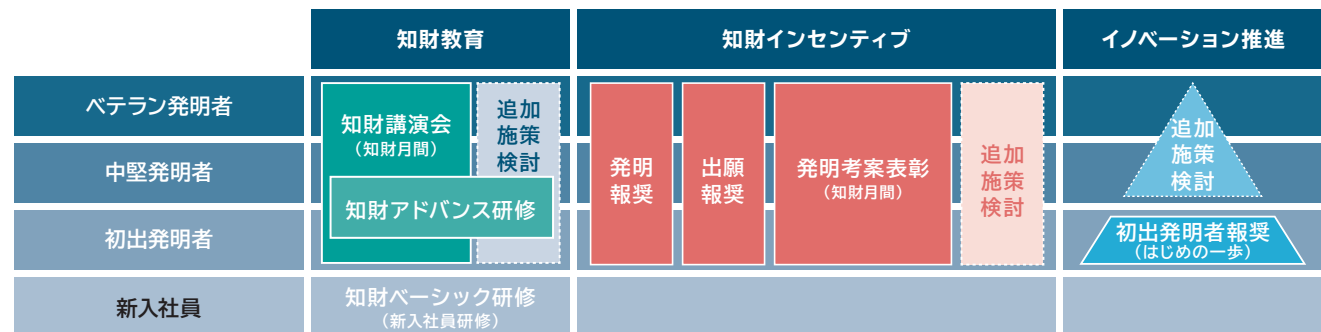 知財教育
知財インセンティブ
イノベーション推進
ベテラン発明者
中堅発明者
初出発明者
新入社員
知財講演会
（知財月間）
追加
施策
検討
知財アドバンス研修
知財ベーシック研修
（新入社員研修）
発明
報奨
出願
報奨
発明考案表彰
（知財月間）
追加
施策
検討
追加
施策
検討
初出発明者報奨
（はじめの一歩）